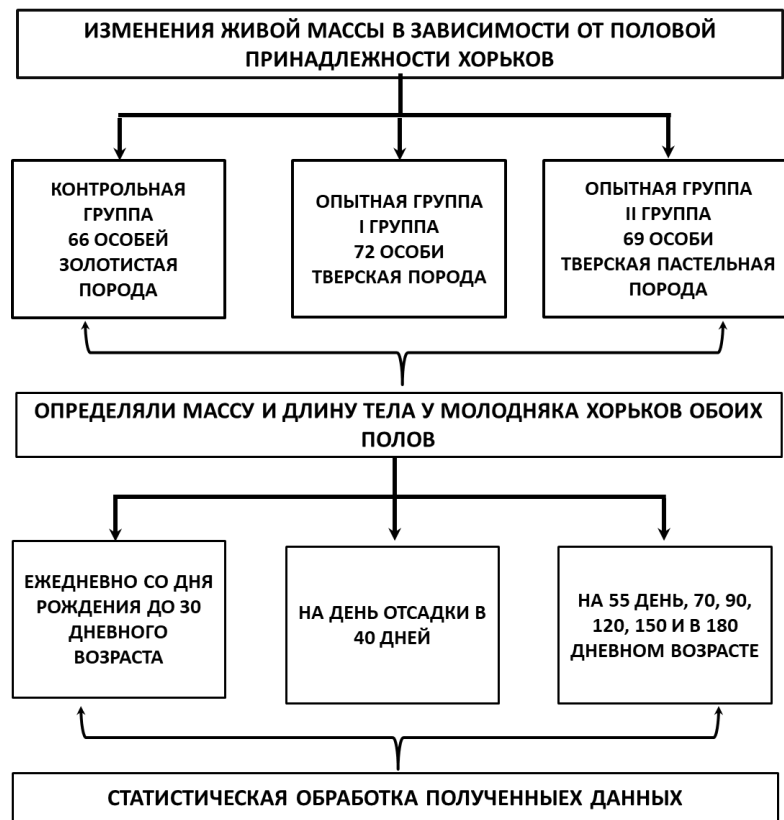 ИЗМЕНЕНИЯ ЖИВОЙ МАССЫ В ЗАВИСИМОСТИ ОТ ПОЛОВОЙ
ПРИНАДЛЕЖНОСТИ ХОРЬКОВ
КОНТРОЛЬНАЯ
ГРУППА
66 ОСОБЕЙ
ЗОЛОТИСТАЯ
ПОРОДА
ОПЫТНАЯ ГРУППА
I ГРУППА
72 ОСОБИ
ТВЕРСКАЯ ПОРОДА
ОПЫТНАЯ ГРУППА
II ГРУППА
69 ОСОБИ
ТВЕРСКАЯ ПАСТЕЛЬНАЯ
ПОРОДА
ОПРЕДЕЛЯЛИ МАССУ И ДЛИНУ ТЕЛА У МОЛОДНЯКА ХОРЬКОВ ОБОИХ
ПОЛОВ
ЕЖЕДНЕВНО СО ДНЯ
РОЖДЕНИЯ ДО 30
ДНЕВНОГО
ВОЗРАСТА
НА ДЕНЬ ОТСАДКИ В
40 ДНЕЙ
НА 55 ДЕНЬ, 70, 90,
120, 150 И В 180
ДНЕВНОМ ВОЗРАСТЕ
СТАТИСТИЧЕСКАЯ ОБРАБОТКА ПОЛУЧЕННЫЕХ ДАННЫХ